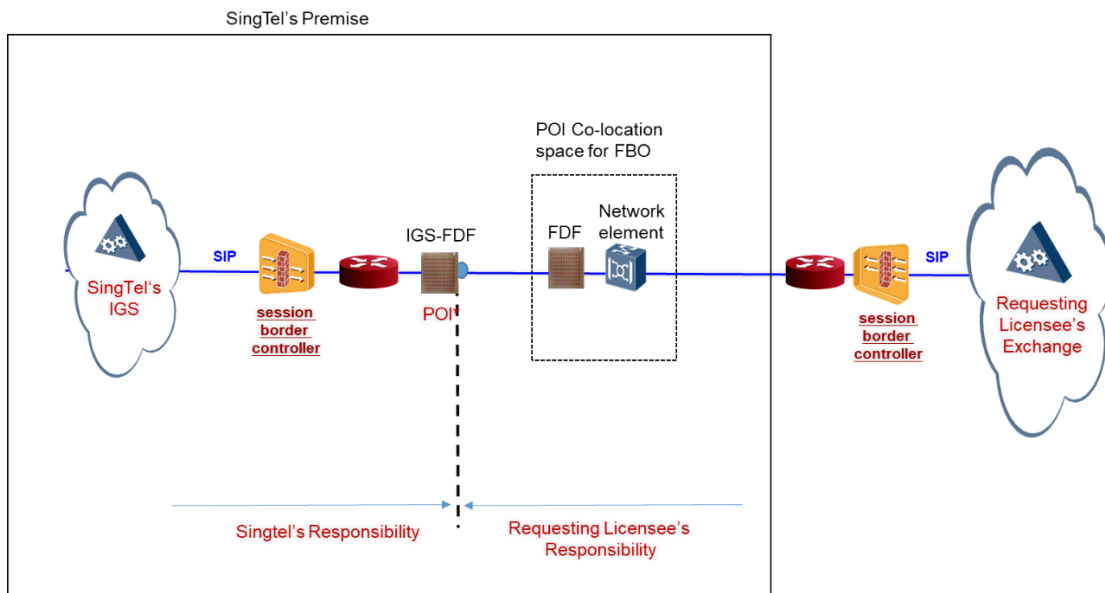 SingTel's Premise
POI Co-location
space for FBO
IGS-FDF
FDF
Network
element
SIP
SIP
SingTel's
IGS
POI
session
border
controller
session
border
controller
Requesting
Licensee's
Exchange
Singtel's Responsibility
Requesting Licensee's
Responsibility